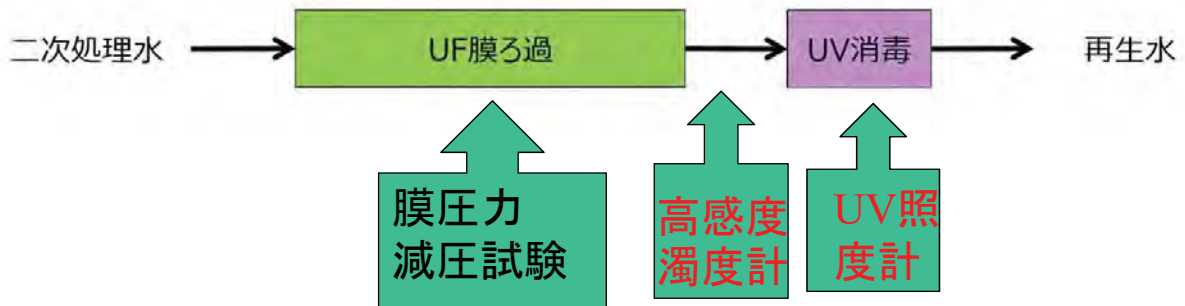 二次処理水
UF膜ろ過
UV消毒
再生水
膜圧力
減圧試験
高感度
濁度計
UV照
度計